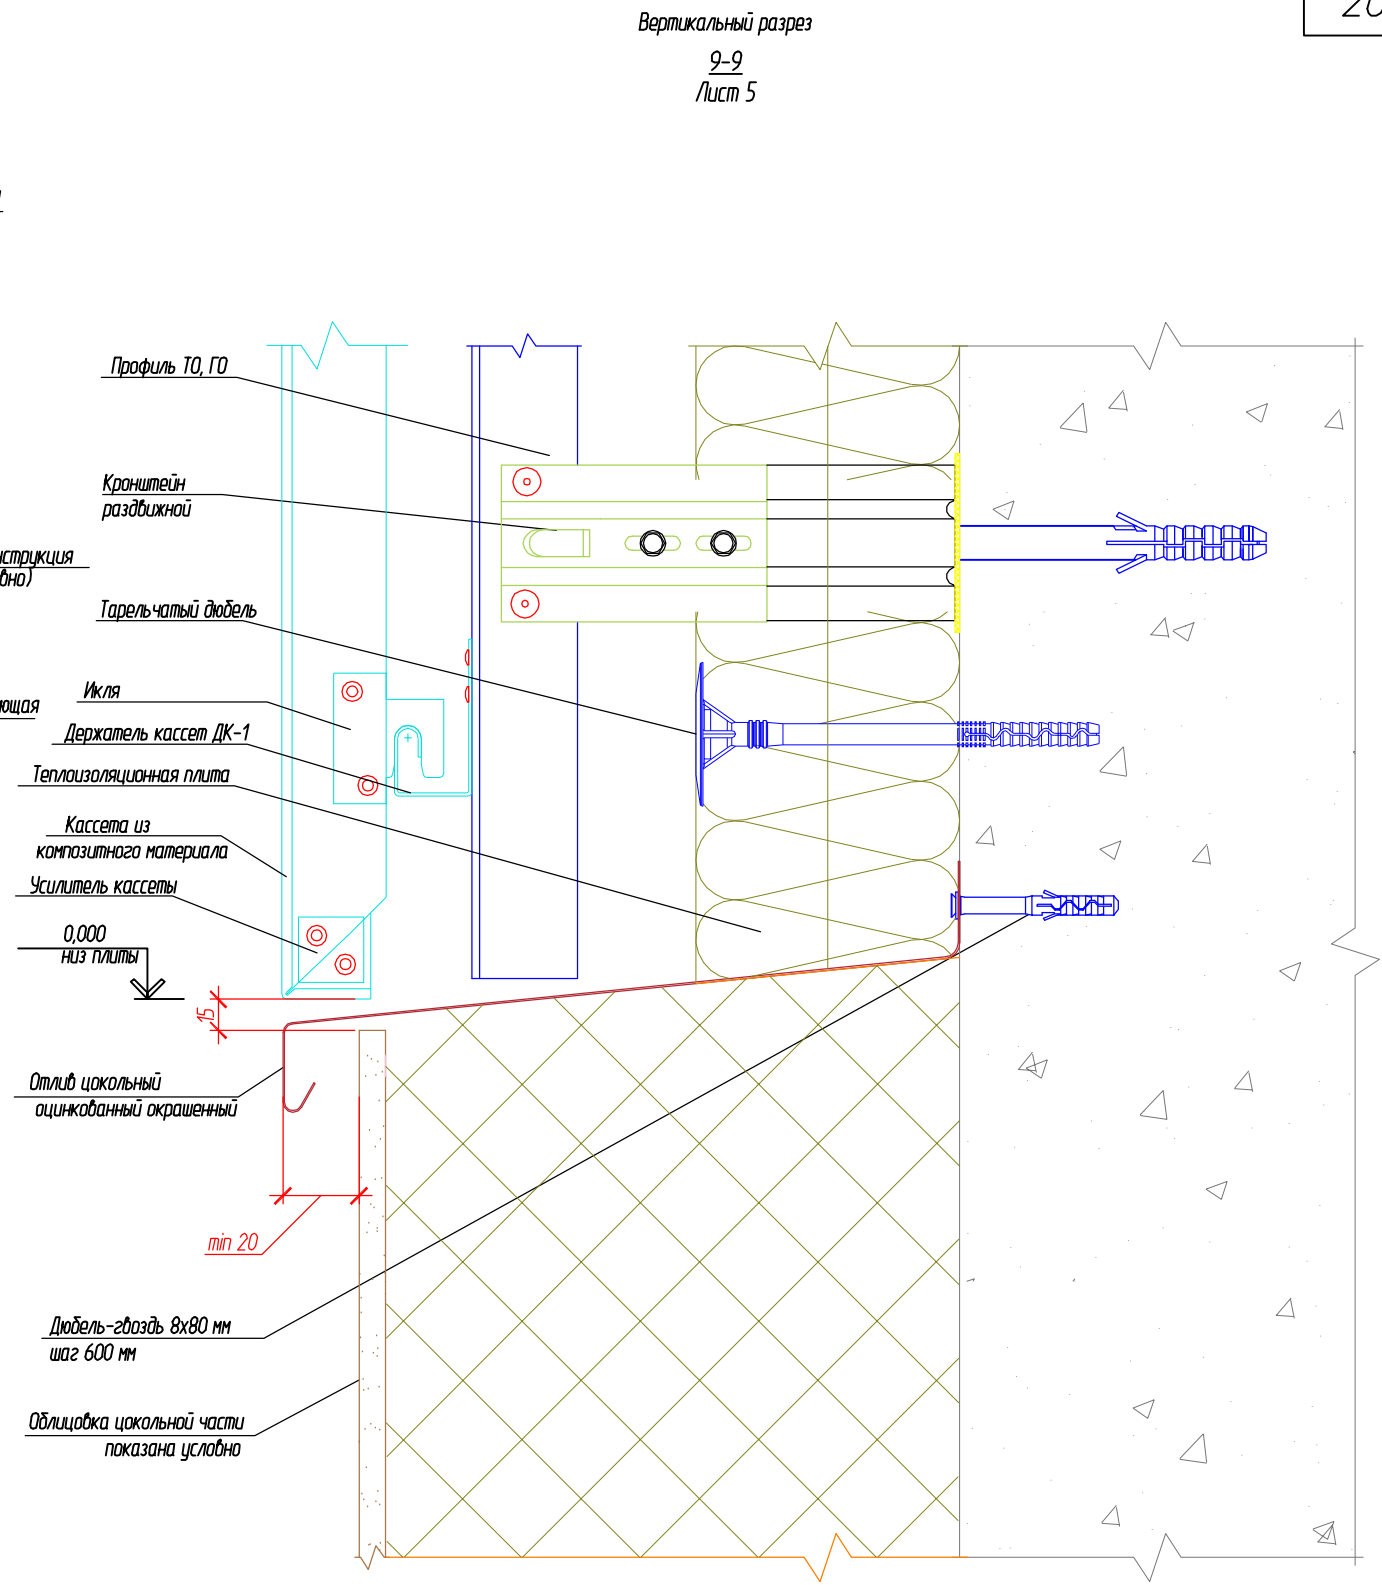 Вертикальный разрез
9-9
Лист 5
Профиль ТО, ГО
Кронштейн
раздвижной
Тарельчатый дюбель
Икля
Держатель кассет ДК-1
Теплоизоляционная плита
Кассета из
композитного материала
Усилитель кассеты
0,000
низ плиты
15
Отлив цокольный
оцинкованный окрашенный
min 20
Дюбель-гвоздь 8x80 мм
шаг 600 мм
Облицовка цокольной части
показана условно